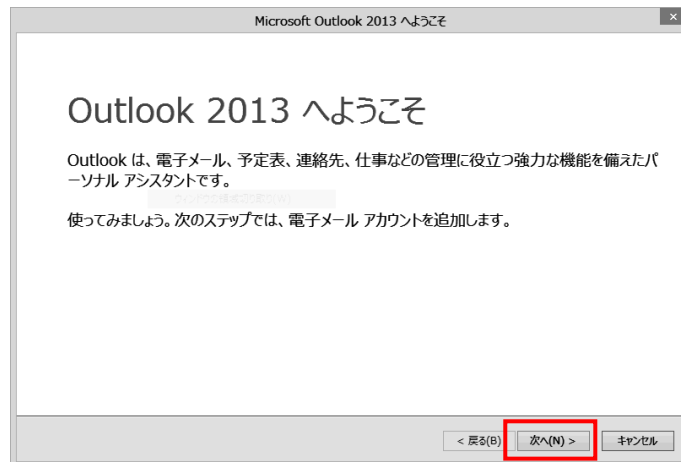 Microsoft Outlook 2013 へようこそ
Outlook 2013 へようこそ
Outlook は、電子メール、予定表、連絡先、仕事などの管理に役立つ強力な機能を備えたパ
ーソナル アシスタントです。
使ってみましょう。次のステップでは、電子メール アカウントを追加します。
< 戻る(B)
次へ(N) >
キャンセル